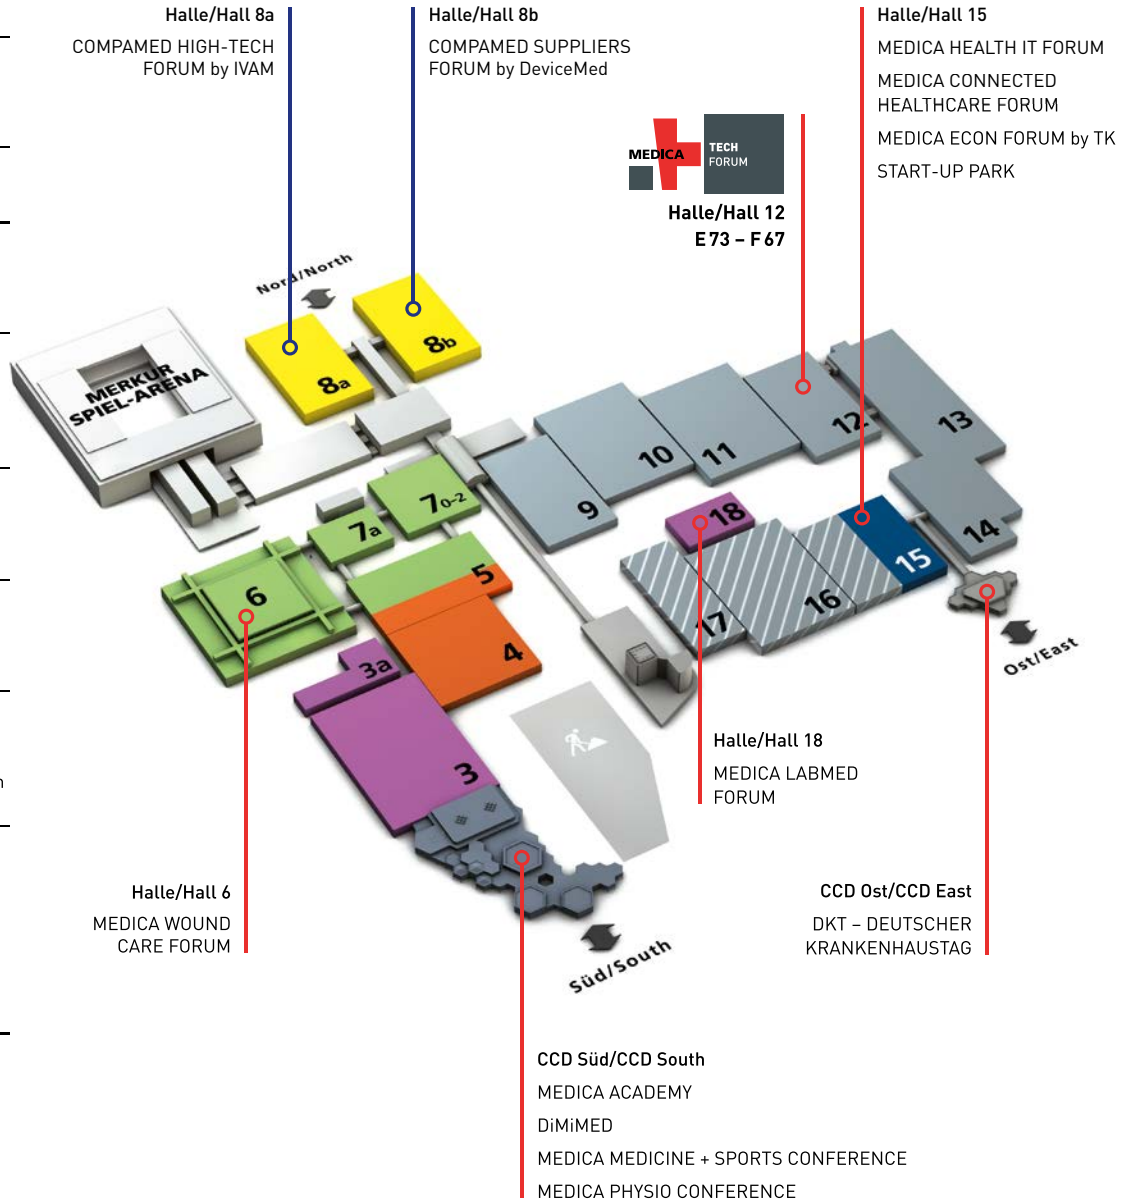 Halle/Hall 8a
COMPAMED HIGH-TECH
FORUM by IVAM
Halle/Hall 8b
COMPAMED SUPPLIERS
FORUM by DeviceMed
Halle/Hall 15
MEDICA HEALTH IT FORUM
MEDICA CONNECTED
HEALTHCARE FORUM
MEDICA ECON FORUM by TK
START-UP PARK
MEDICA
TECH
FORUM
Halle/Hall 12
E 73 – F 67
Nord/North
MERKUR
SPIEL-ARENA
8a
8b
9
10
11
12
13
14
15
16
17
18
7a
7 0–2
6
5
4
3a
3
Ost/East
Süd/South
Halle/Hall 18
MEDICA LABMED
FORUM
n
Halle/Hall 6
MEDICA WOUND
CARE FORUM
CCD Ost/CCD East
DKT – DEUTSCHER
KRANKENHAUSTAG
CCD Süd/CCD South
MEDICA ACADEMY
DiMiMED
MEDICA MEDICINE + SPORTS CONFERENCE
MEDICA PHYSIO CONFERENCE